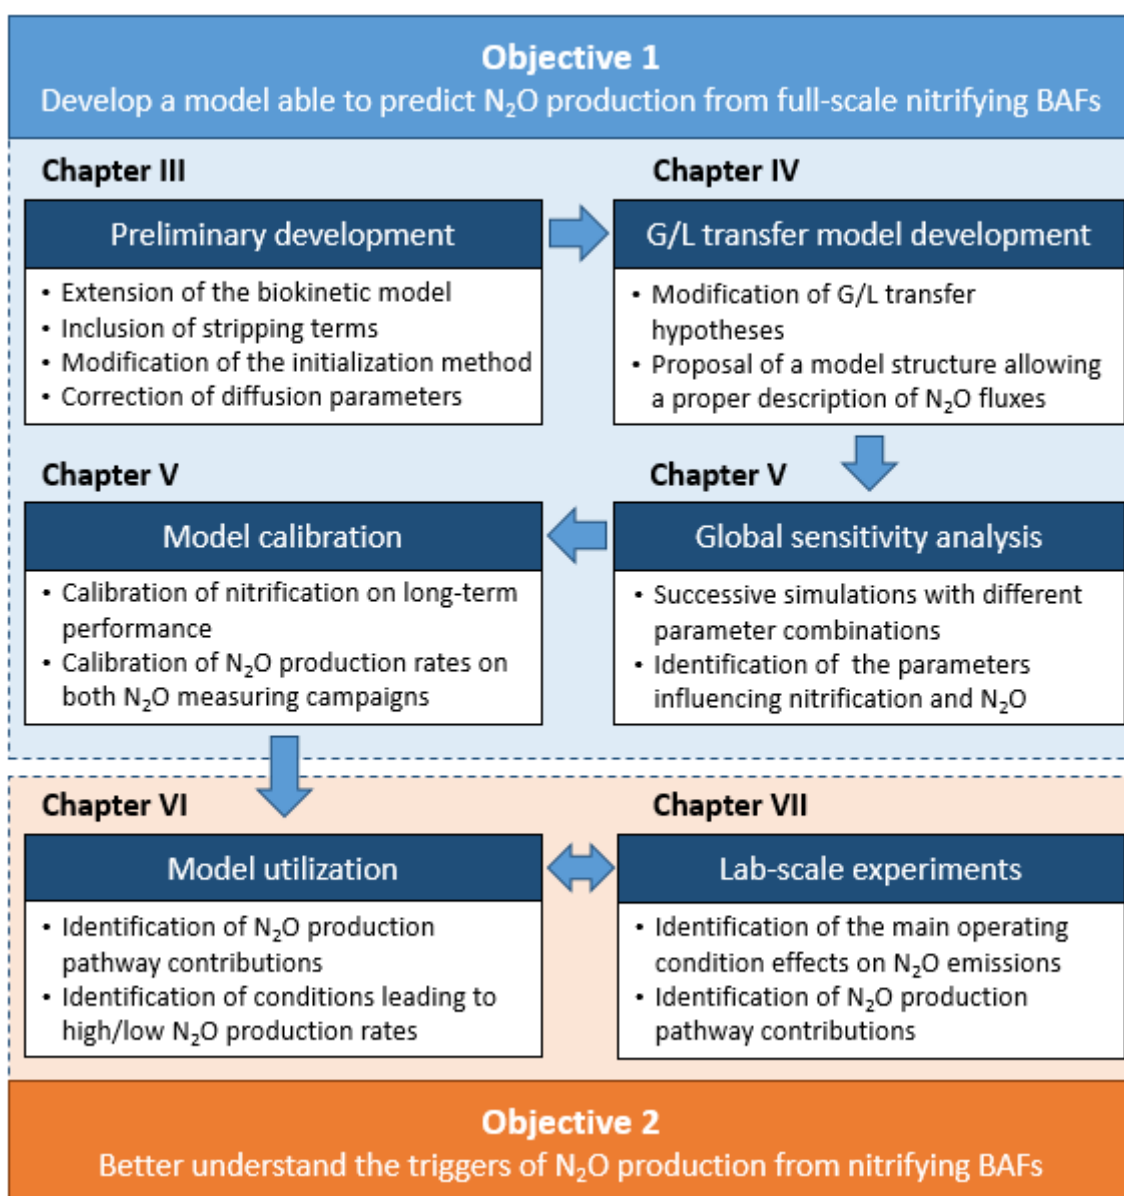 Objective 1
Develop a model able to predict N₂O production from full-scale nitrifying BAFs
Chapter III
Preliminary development
• Extension of the biokinetic model
• Inclusion of stripping terms
• Modification of the initialization method
• Correction of diffusion parameters
Chapter IV
G/L transfer model development
• Modification of G/L transfer
hypotheses
• Proposal of a model structure allowing
a proper description of N₂O fluxes
Chapter V
Global sensitivity analysis
• Successive simulations with different
parameter combinations
• Identification of the parameters
influencing nitrification and N₂O
Chapter V
Model calibration
• Calibration of nitrification on long-term
performance
• Calibration of N₂O production rates on
both N₂O measuring campaigns
Chapter VI
Model utilization
• Identification of N₂O production
pathway contributions
• Identification of conditions leading to
high/low N₂O production rates
Chapter VII
Lab-scale experiments
• Identification of the main operating
condition effects on N₂O emissions
• Identification of N₂O production
pathway contributions
Objective 2
Better understand the triggers of N₂O production from nitrifying BAFs